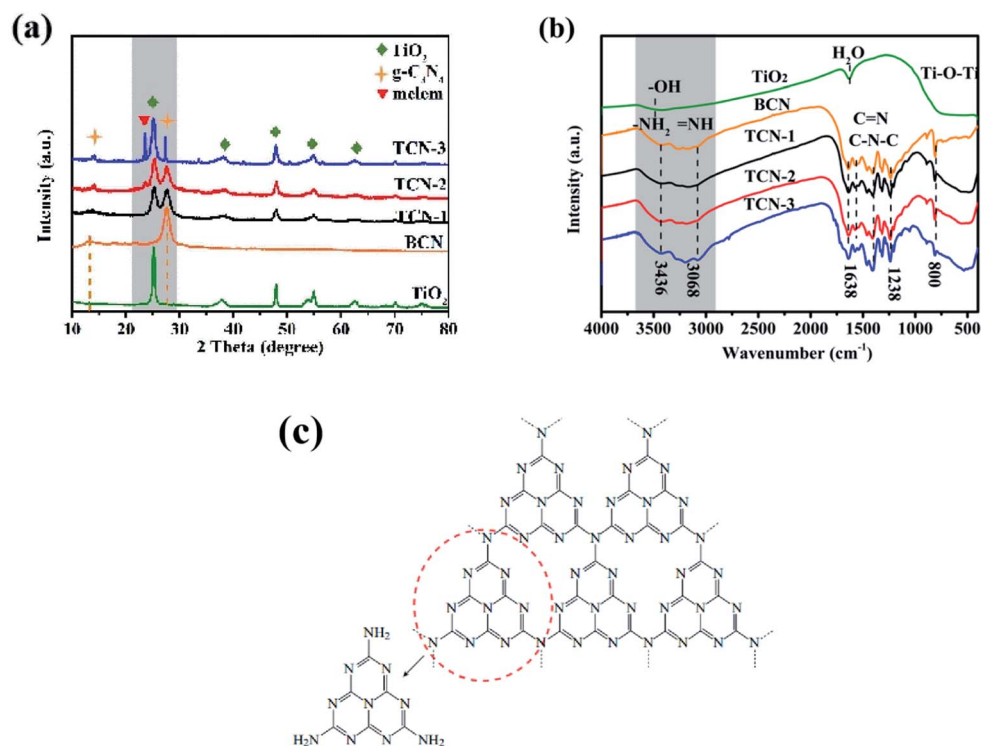 (a)
TiO2
g-C3N4
melem
TCN-3
TCN-2
TCN-1
BCN
TiO2
Intensity (a.u.)
10 20 30 40 50 60 70 80
2 Theta (degree)
(b)
H2O
TiO2
Ti-O-Ti
-OH
BCN
-NH2 =NH
C=N
TCN-1
C-N-C
TCN-2
TCN-3
3436
3068
1638
1238
800
Intensity (a.u.)
4000 3500 3000 2500 2000 1500 1000 500
Wavenumber (cm-1)
(c)
N N
N N N N
N N
N N N N
N N N N
N N N N N
N N N N N N
N N N
N N N N N N
N N N N N N
N N N N
NH2
N N
N
N N
H2N N NH2